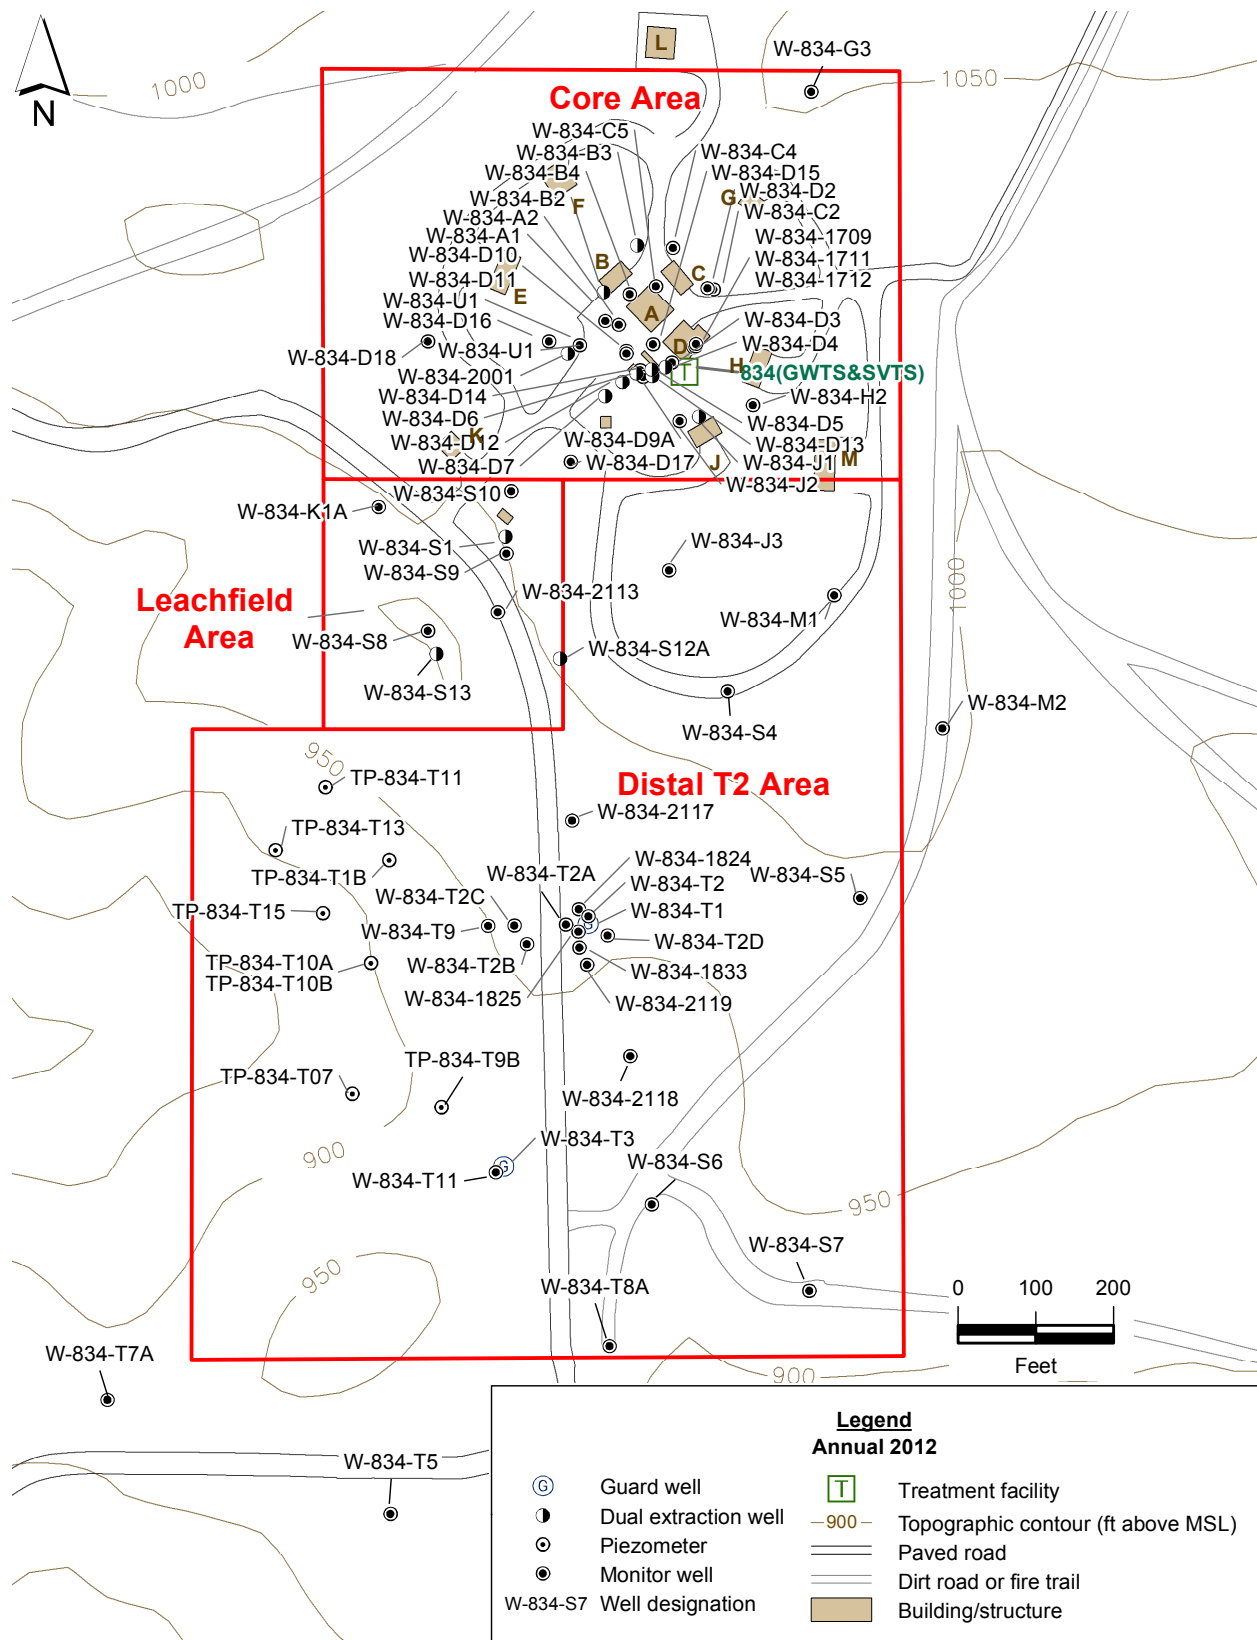 L
W-834-G3
1000
1050
N
Core Area
W-834-C5
W-834-B3
W-834-B4
W-834-B2
W-834-A2
W-834-A1
W-834-D10
W-834-D11
W-834-U1
W-834-D16
W-834-D18
W-834-U1
W-834-2001
W-834-D14
W-834-D6
W-834-D12
W-834-D7
W-834-C4
W-834-D15
W-834-D2
W-834-C2
W-834-1709
W-834-1711
W-834-1712
W-834-D3
W-834-D4
834(GWTS&SVTS)
W-834-H2
W-834-D5
W-834-D13
W-834-J1
W-834-J2
W-834-D9A
W-834-D17
F
G
B
C
E
A
D
H
T
K
J
M
W-834-S10
W-834-K1A
W-834-S1
W-834-S9
W-834-J3
W-834-2113
W-834-M1
Leachfield
Area
W-834-S8
W-834-S12A
W-834-S13
W-834-S4
W-834-M2
1000
950
TP-834-T11
Distal T2 Area
W-834-2117
TP-834-T13
TP-834-T1B
W-834-T2A
W-834-1824
W-834-T2
W-834-S5
W-834-T2C
TP-834-T15
W-834-T1
G
W-834-T9
W-834-T2D
TP-834-T10A
TP-834-T10B
W-834-T2B
W-834-1833
W-834-1825
W-834-2119
TP-834-T9B
TP-834-T07
W-834-2118
900
W-834-T3
G
W-834-T11
W-834-S6
950
W-834-S7
950
W-834-T8A
0 100 200
Feet
W-834-T7A
900
W-834-T5
Legend
Annual 2012
G Guard well
Dual extraction well
Piezometer
Monitor well
W-834-S7 Well designation
T Treatment facility
900 Topographic contour (ft above MSL)
Paved road
Dirt road or fire trail
Building/structure